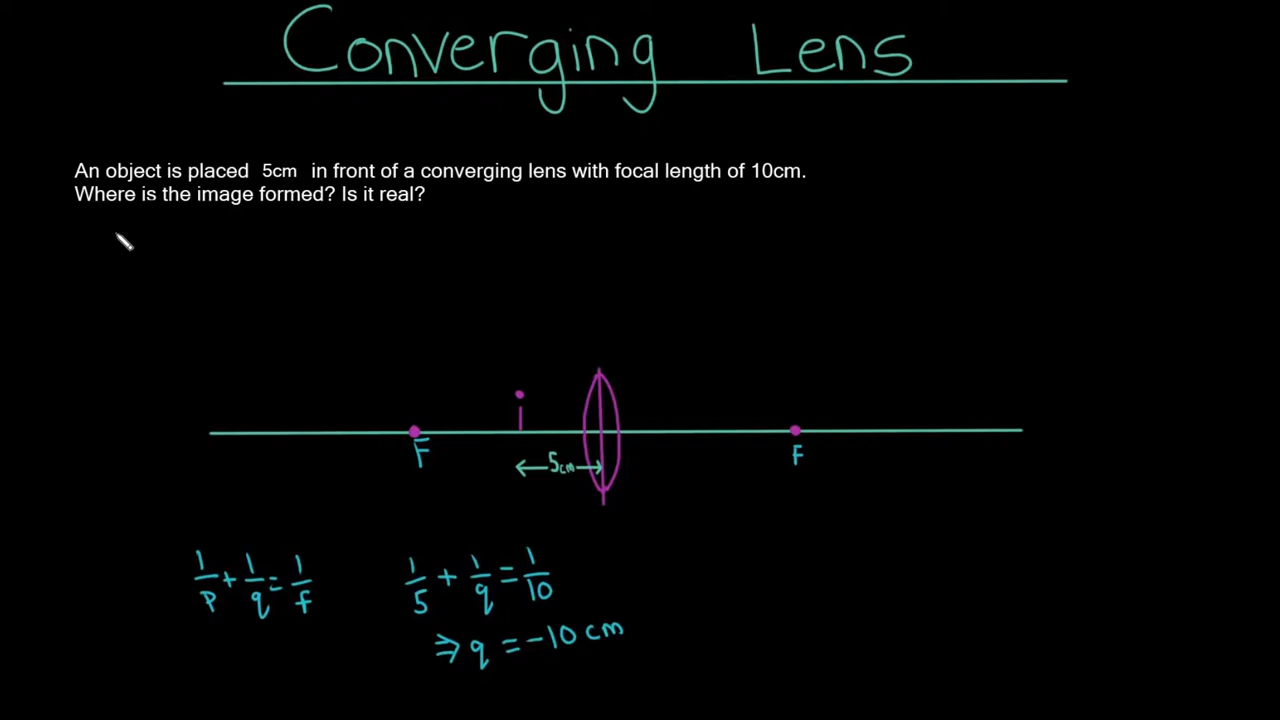 Converging Lens
An object is placed 5cm in front of a converging lens with focal length of 10cm.
Where is the image formed? Is it real?
F
5cm
F
1/p + 1/q = 1/f
1/5 + 1/q = 1/10
⇒ q = -10 cm